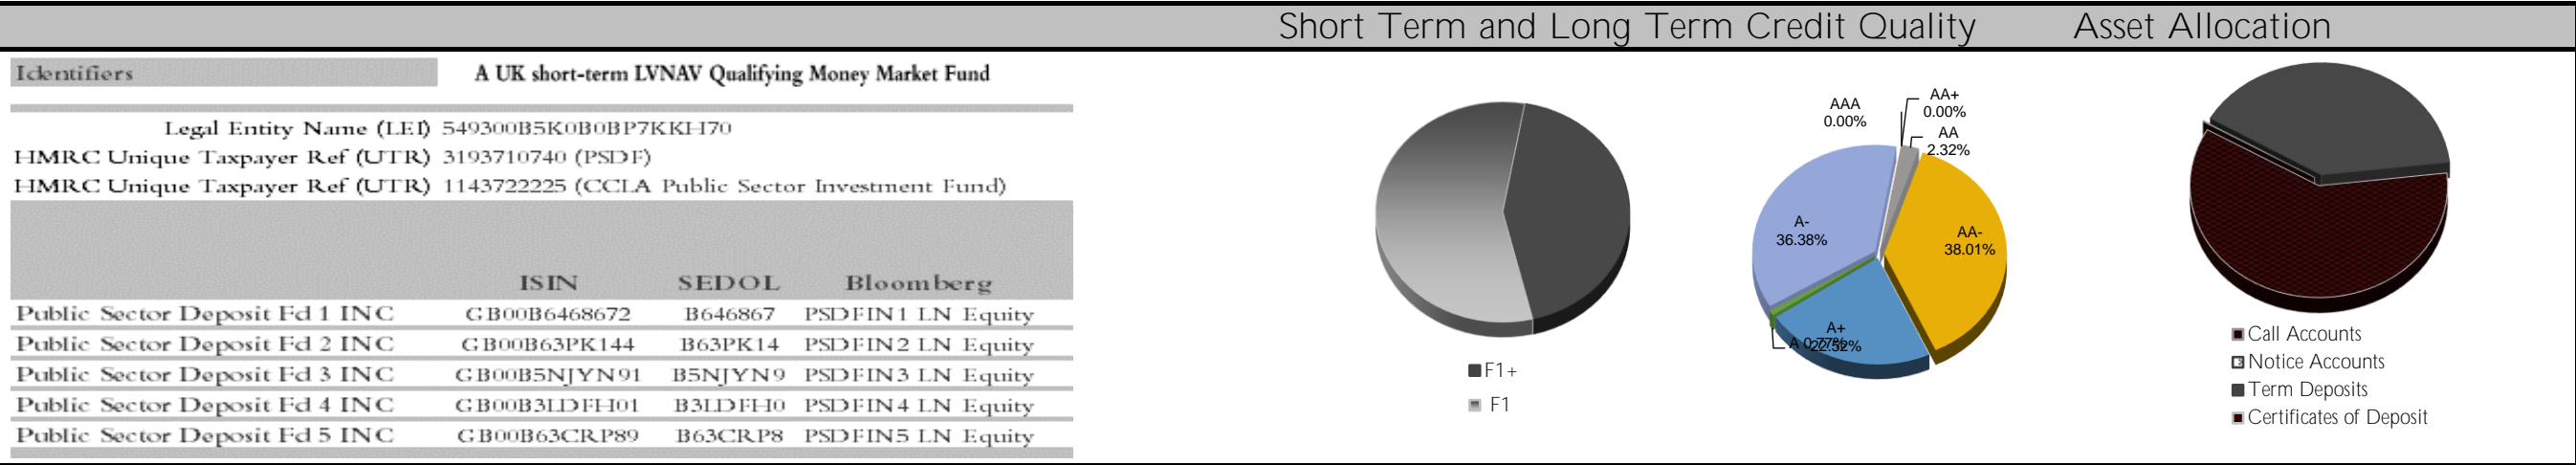 Short Term and Long Term Credit Quality Asset Allocation
Identifiers A UK short-term LVNAV Qualifying Money Market Fund
Legal Entity Name (LEI) 549300B5K0B0BP7KKH70
HMRC Unique Taxpayer Ref (UTR) 3193710740 (PSDF)
HMRC Unique Taxpayer Ref (UTR) 1143722225 (CCLA Public Sector Investment Fund)
ISIN SEDOL Bloomberg
Public Sector Deposit Fd 1 INC GB00B6468672 B646867 PSDFIN1 LN Equity
Public Sector Deposit Fd 2 INC GB00B63PK144 B63PK14 PSDFIN2 LN Equity
Public Sector Deposit Fd 3 INC GB00B5NJYN91 B5NJYN9 PSDFIN3 LN Equity
Public Sector Deposit Fd 4 INC GB00B3LDFH01 B3LDFH0 PSDFIN4 LN Equity
Public Sector Deposit Fd 5 INC GB00B63CRP89 B63CRP8 PSDFIN5 LN Equity
F1+
F1
AAA
0.00%
AA+
0.00%
AA
2.32%
AA-
38.01%
A+
22.52%
A 0.77%
A-
36.38%
Call Accounts
Notice Accounts
Term Deposits
Certificates of Deposit